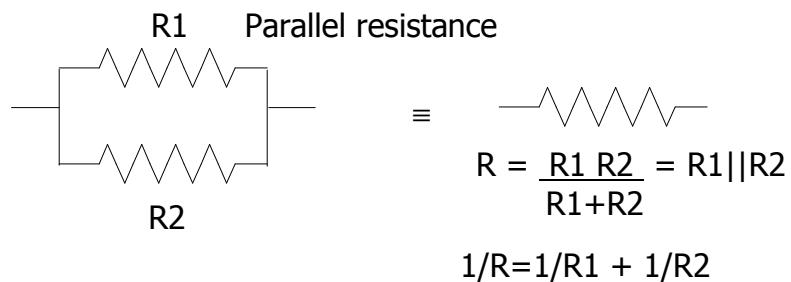 R1 Parallel resistance
R2
≡
R = R1 R2 = R1||R2
R1+R2
1/R=1/R1 + 1/R2